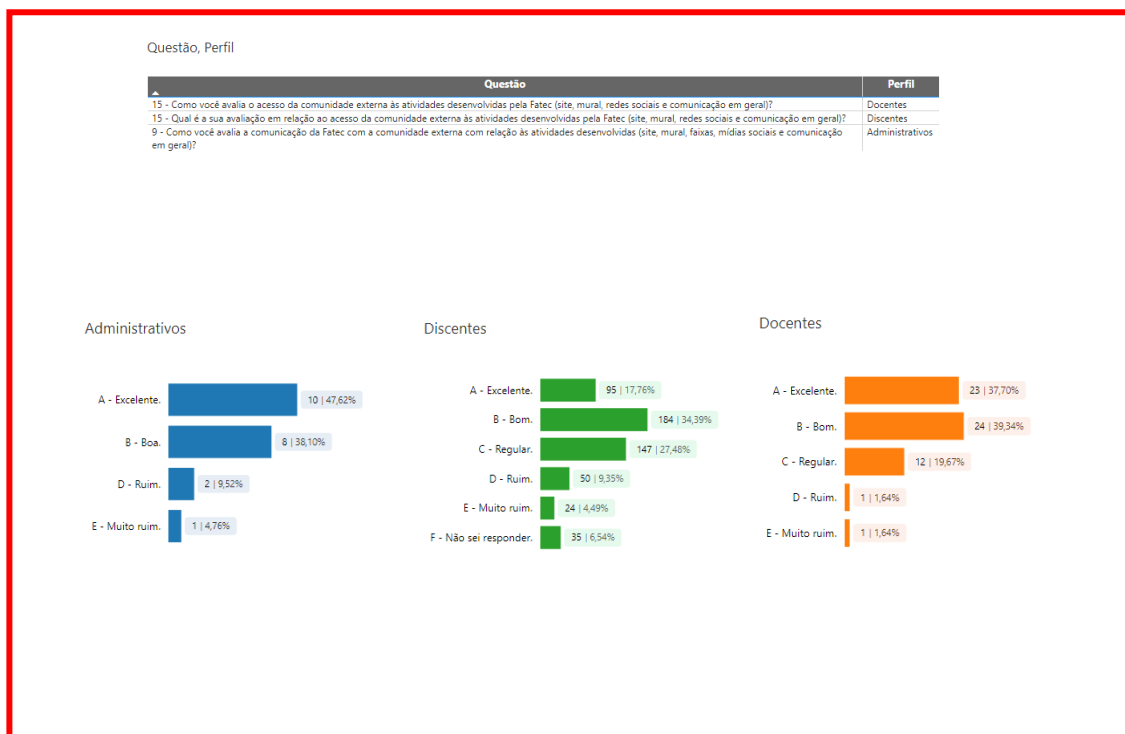 Questão, Perfil
Questão Perfil
15 - Como você avalia o acesso da comunidade externa às atividades desenvolvidas pela Fatec (site, mural, redes sociais e comunicação em geral)? Docentes
15 - Qual é a sua avaliação em relação ao acesso da comunidade externa às atividades desenvolvidas pela Fatec (site, mural, redes sociais e comunicação em geral)? Discentes
9 - Como você avalia a comunicação da Fatec com a comunidade externa com relação às atividades desenvolvidas (site, mural, faixas, mídias sociais e comunicação Administrativos
em geral)?
Administrativos
A - Excelente. 10 | 47,62%
B - Boa. 8 | 38,10%
D - Ruim. 2 | 9,52%
E - Muito ruim. 1 | 4,76%
Discentes
A - Excelente. 95 | 17,76%
B - Bom. 184 | 34,39%
C - Regular. 147 | 27,48%
D - Ruim. 50 | 9,35%
E - Muito ruim. 24 | 4,49%
F - Não sei responder. 35 | 6,54%
Docentes
A - Excelente. 23 | 37,70%
B - Bom. 24 | 39,34%
C - Regular. 12 | 19,67%
D - Ruim. 1 | 1,64%
E - Muito ruim. 1 | 1,64%